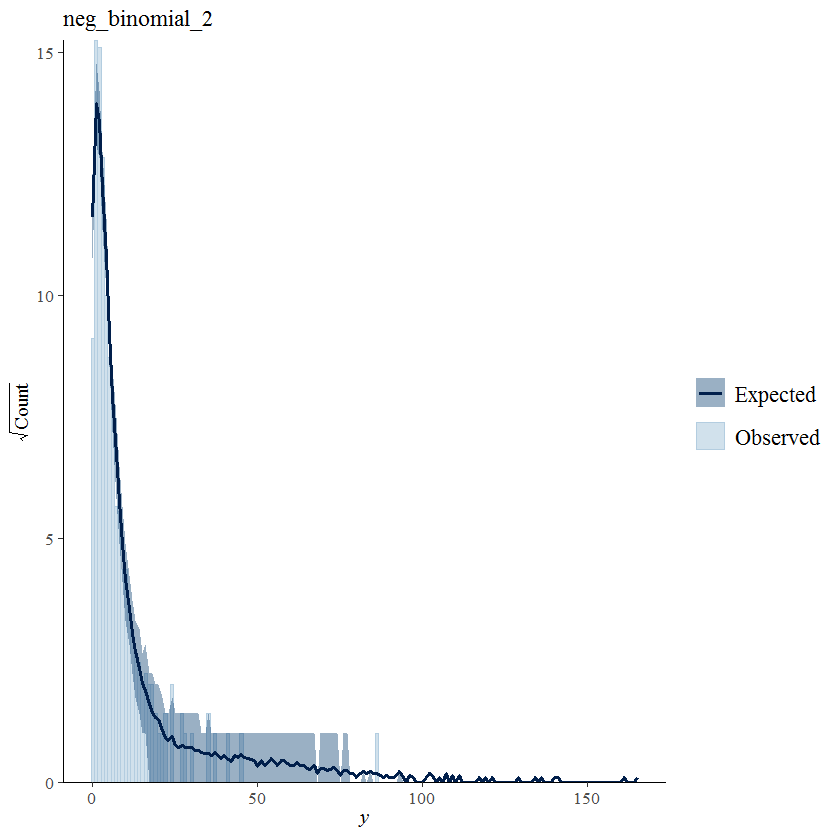 neg_binomial_2
15
10
5
0
√Count
0 50 100 150
y
Expected
Observed